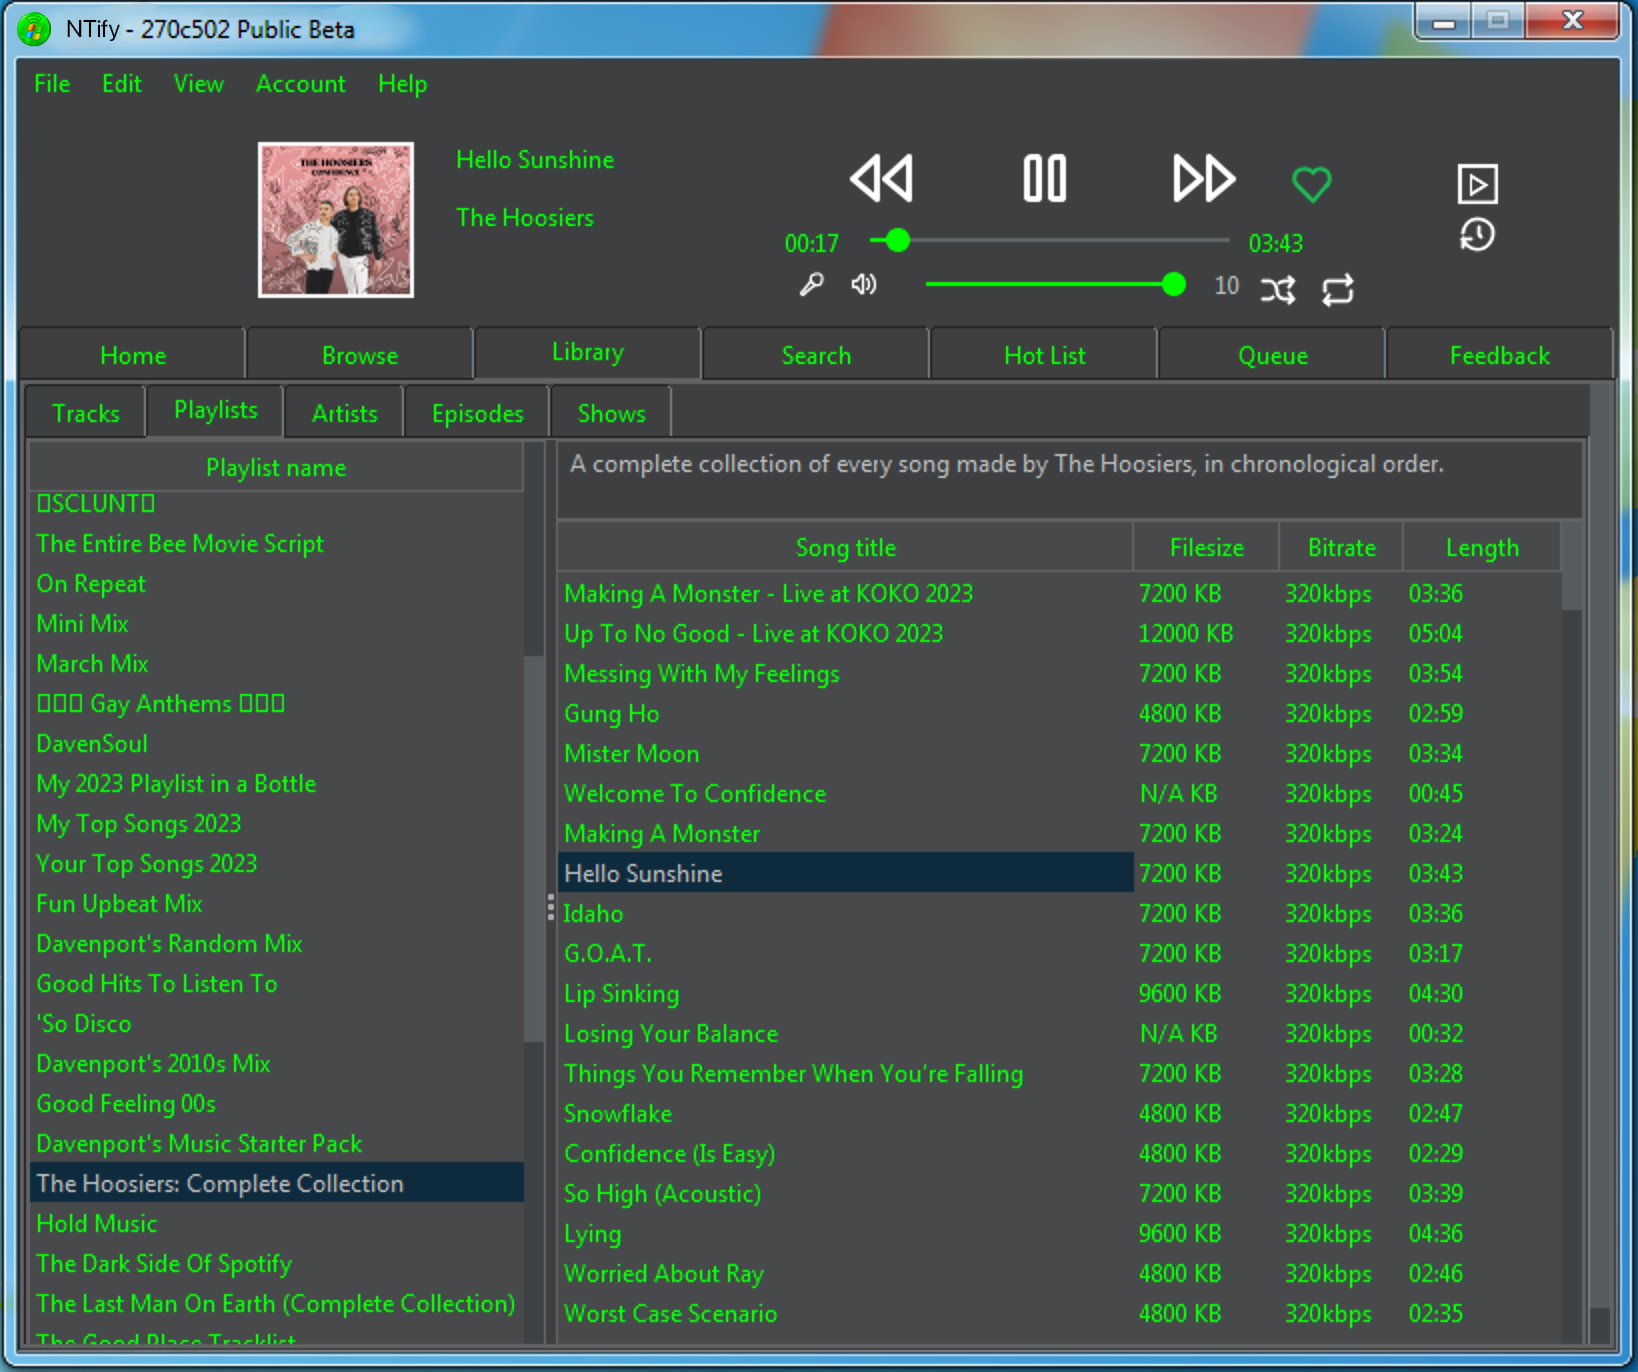 NTify - 270c502 Public Beta
File Edit View Account Help
THE HOOSIERS
CONFIDENCE
Hello Sunshine
The Hoosiers
00:17 03:43
10
Home Browse Library Search Hot List Queue Feedback
Tracks Playlists Artists Episodes Shows
Playlist name
SCLUNT
The Entire Bee Movie Script
On Repeat
Mini Mix
March Mix
Gay Anthems
DavenSoul
My 2023 Playlist in a Bottle
My Top Songs 2023
Your Top Songs 2023
Fun Upbeat Mix
Davenport's Random Mix
Good Hits To Listen To
'So Disco
Davenport's 2010s Mix
Good Feeling 00s
Davenport's Music Starter Pack
The Hoosiers: Complete Collection
Hold Music
The Dark Side Of Spotify
The Last Man On Earth (Complete Collection)
The Good Place Tracklist
A complete collection of every song made by The Hoosiers, in chronological order.
Song title Filesize Bitrate Length
Making A Monster - Live at KOKO 2023 7200 KB 320kbps 03:36
Up To No Good - Live at KOKO 2023 12000 KB 320kbps 05:04
Messing With My Feelings 7200 KB 320kbps 03:54
Gung Ho 4800 KB 320kbps 02:59
Mister Moon 7200 KB 320kbps 03:34
Welcome To Confidence N/A KB 320kbps 00:45
Making A Monster 7200 KB 320kbps 03:24
Hello Sunshine 7200 KB 320kbps 03:43
Idaho 7200 KB 320kbps 03:36
G.O.A.T. 7200 KB 320kbps 03:17
Lip Sinking 9600 KB 320kbps 04:30
Losing Your Balance N/A KB 320kbps 00:32
Things You Remember When You're Falling 7200 KB 320kbps 03:28
Snowflake 4800 KB 320kbps 02:47
Confidence (Is Easy) 4800 KB 320kbps 02:29
So High (Acoustic) 7200 KB 320kbps 03:39
Lying 9600 KB 320kbps 04:36
Worried About Ray 4800 KB 320kbps 02:46
Worst Case Scenario 4800 KB 320kbps 02:35